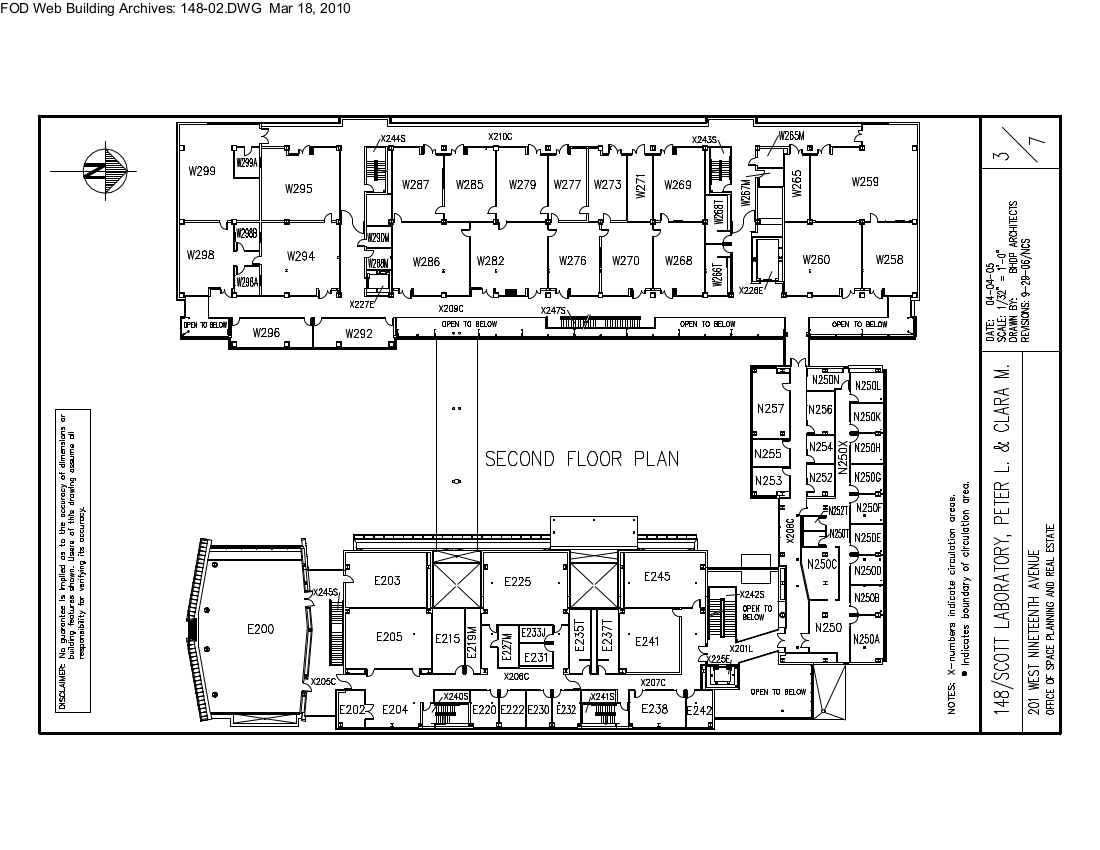 FOD Web Building Archives: 148-02.DWG Mar 18, 2010
N
X244S
X210C
X243S
W265M
W299
W299A
W295
W287
W285
W279
W277
W273
W271
W269
W268T
W267M
W265
W259
W298
W298B
W298A
W294
W290M
W288M
X227E
W286
W282
W276
W270
W268
W266T
X226E
W260
W258
X209C
X247S
OPEN TO BELOW
W296
W292
OPEN TO BELOW
OPEN TO BELOW
OPEN TO BELOW
N257
N255
N253
N250N
N256
N254
N252
N250X
N250L
N250K
N250H
N250G
N250F
N252T
N250T
X208C
N250E
N250C
N250D
N250B
N250
N250A
SECOND FLOOR PLAN
E200
X245S
E203
E205
E215
E219M
E225
E227M
E233J
E231
E235T
E237T
E245
E241
X242S
OPEN TO
BELOW
X201L
X225E
X205C
X206C
X207C
E202
E204
X240S
E220
E222
E230
E232
X241S
E238
E242
OPEN TO BELOW
DISCLAIMER: No guarantee is implied as to the accuracy of dimensions or
building features shown. Users of this drawing assume all
responsibility for verifying its accuracy.
NOTES: X-numbers indicate circulation areas.
● Indicates boundary of circulation area.
3/7
DATE: 04-04-05
SCALE: 1/32" = 1'-0"
DRAWN BY: BHDP ARCHITECTS
REVISIONS: 9-29-06/NCS
148/SCOTT LABORATORY, PETER L. & CLARA M.
201 WEST NINETEENTH AVENUE
OFFICE OF SPACE PLANNING AND REAL ESTATE